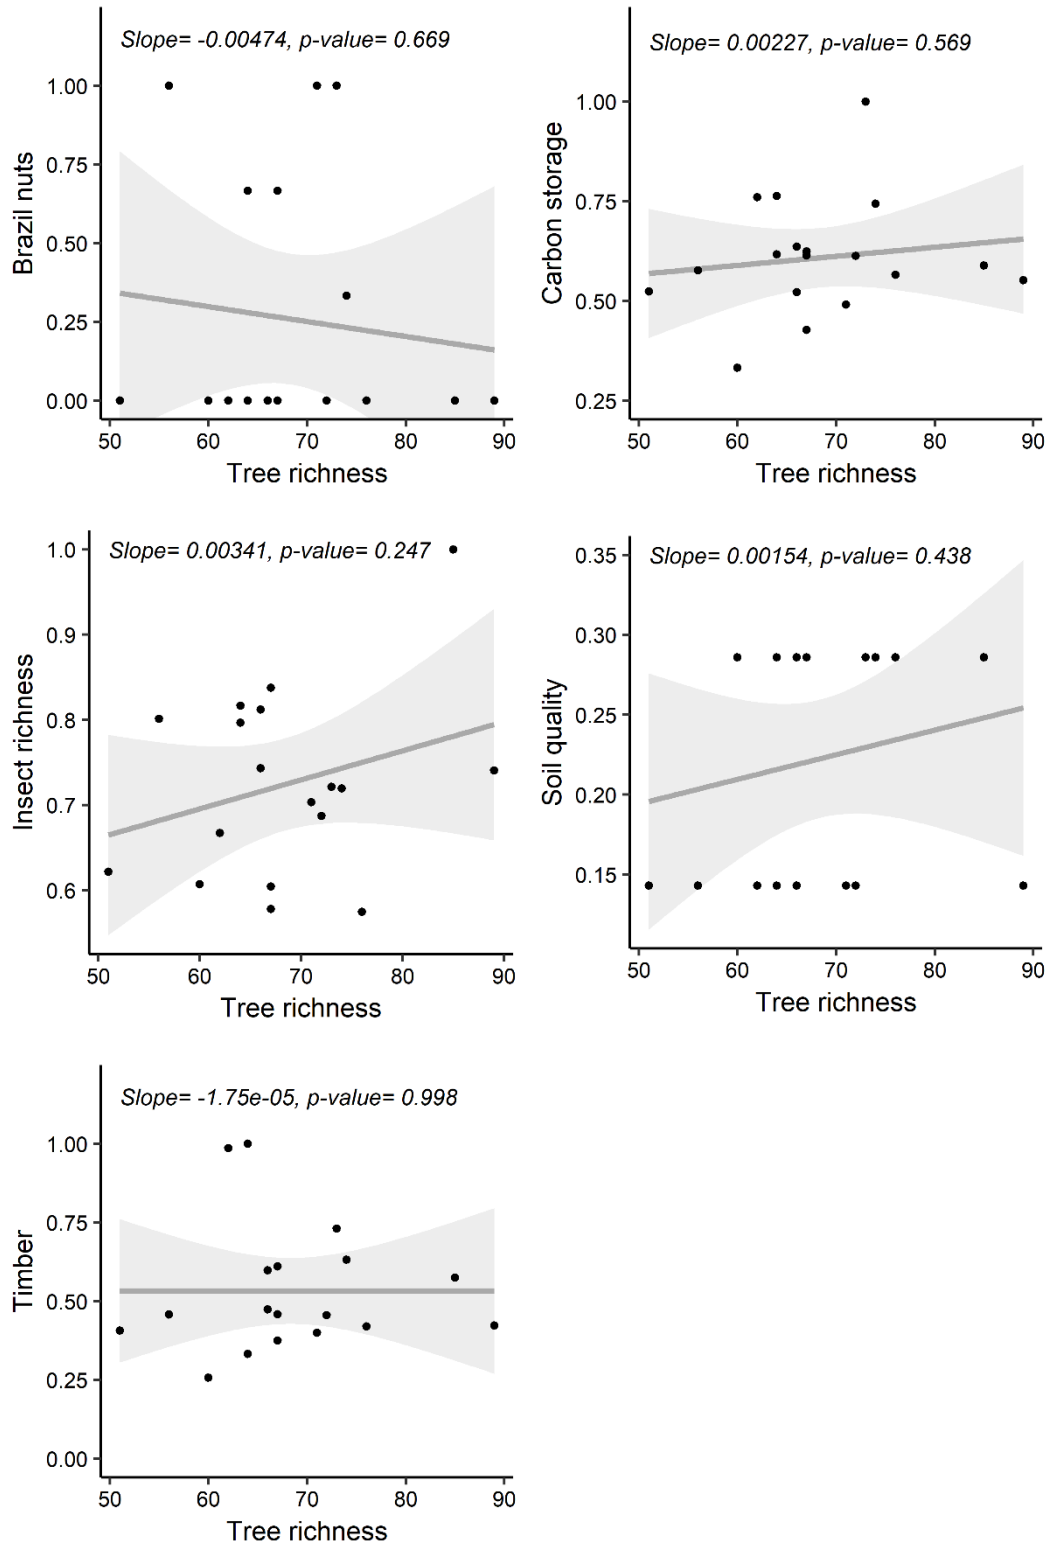 Slope= -0.00474, p-value= 0.669
1.00
0.75
0.50
0.25
0.00
Brazil nuts
50 60 70 80 90
Tree richness
Slope= 0.00227, p-value= 0.569
1.00
0.75
0.50
0.25
Carbon storage
50 60 70 80 90
Tree richness
Slope= 0.00341, p-value= 0.247
1.0
0.9
0.8
0.7
0.6
Insect richness
50 60 70 80 90
Tree richness
Slope= 0.00154, p-value= 0.438
0.35
0.30
0.25
0.20
0.15
Soil quality
50 60 70 80 90
Tree richness
Slope= -1.75e-05, p-value= 0.998
1.00
0.75
0.50
0.25
0.00
Timber
50 60 70 80 90
Tree richness